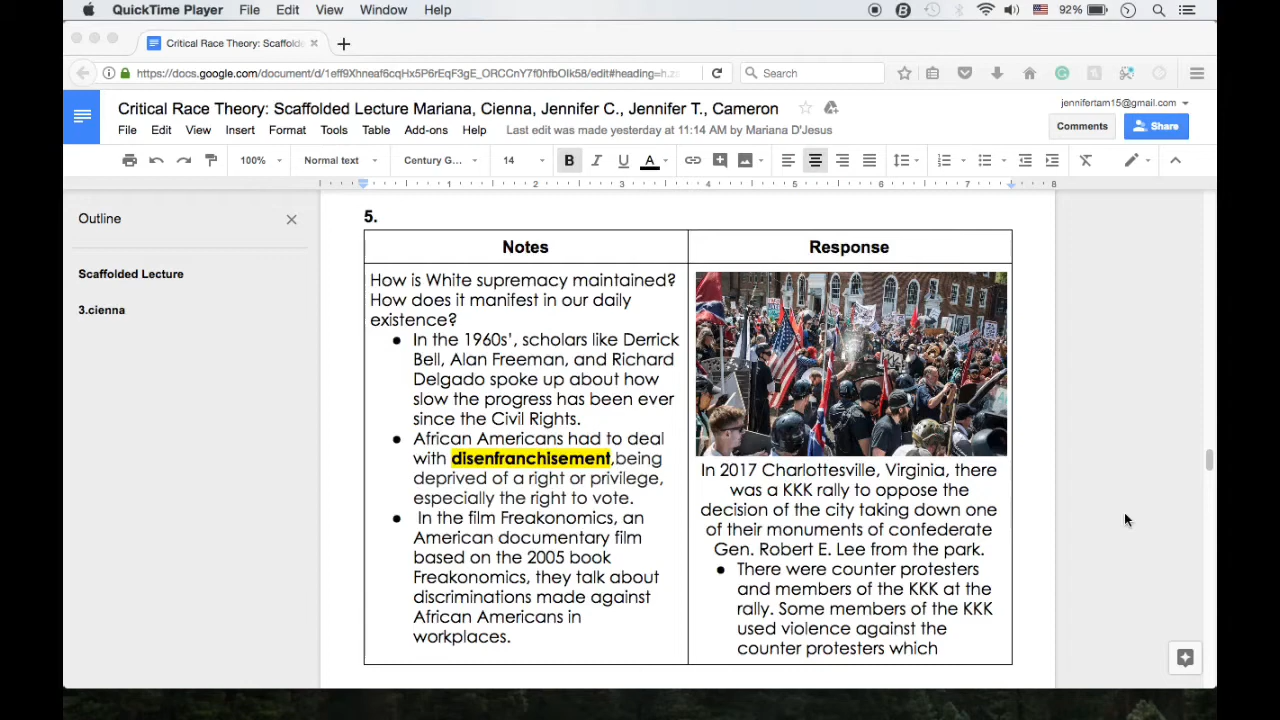 QuickTime Player File Edit View Window Help 92%
Critical Race Theory: Scaffolde
https://docs.google.com/document/d/1eff9Xhneaf6cqHx5P6rEqF3gE_ORCCnY7f0hfbOlk58/edit#heading=h.zs Search
Critical Race Theory: Scaffolded Lecture Mariana, Cienna, Jennifer C., Jennifer T., Cameron
jennifertam15@gmail.com
File Edit View Insert Format Tools Table Add-ons Help Last edit was made yesterday at 11:14 AM by Mariana D'Jesus
Comments Share
100% Normal text Century G... 14 B I U A
1 2 3 4 5 6 7 8
Outline
Scaffolded Lecture
3.cienna
5.
Notes
How is White supremacy maintained?
How does it manifest in our daily
existence?
In the 1960s', scholars like Derrick
Bell, Alan Freeman, and Richard
Delgado spoke up about how
slow the progress has been ever
since the Civil Rights.
African Americans had to deal
with disenfranchisement,being
deprived of a right or privilege,
especially the right to vote.
In the film Freakonomics, an
American documentary film
based on the 2005 book
Freakonomics, they talk about
discriminations made against
African Americans in
workplaces.
Response
In 2017 Charlottesville, Virginia, there
was a KKK rally to oppose the
decision of the city taking down one
of their monuments of confederate
Gen. Robert E. Lee from the park.
There were counter protesters
and members of the KKK at the
rally. Some members of the KKK
used violence against the
counter protesters which